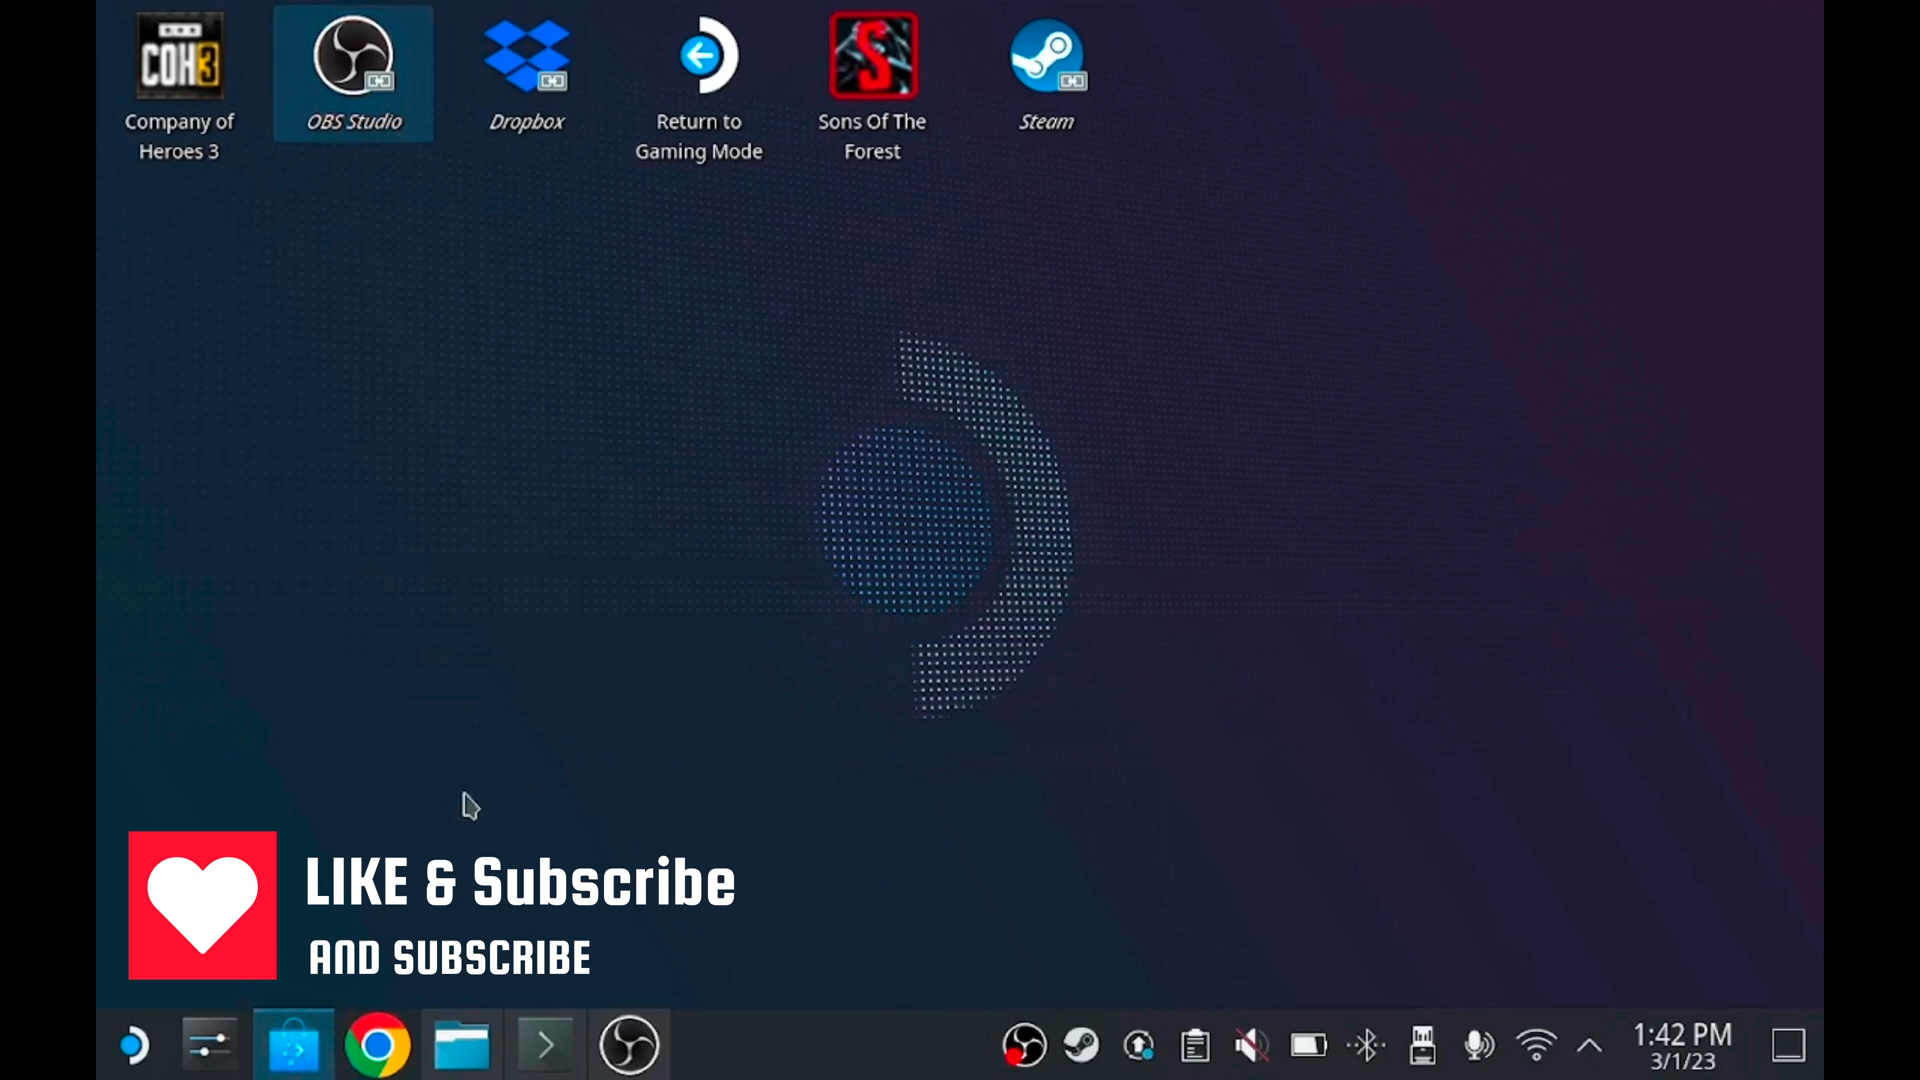 COH3
Company of
Heroes 3
OBS Studio
Dropbox
Return to
Gaming Mode
S
Sons Of The
Forest
Steam
LIKE & Subscribe
AND SUBSCRIBE
1:42 PM
3/1/23